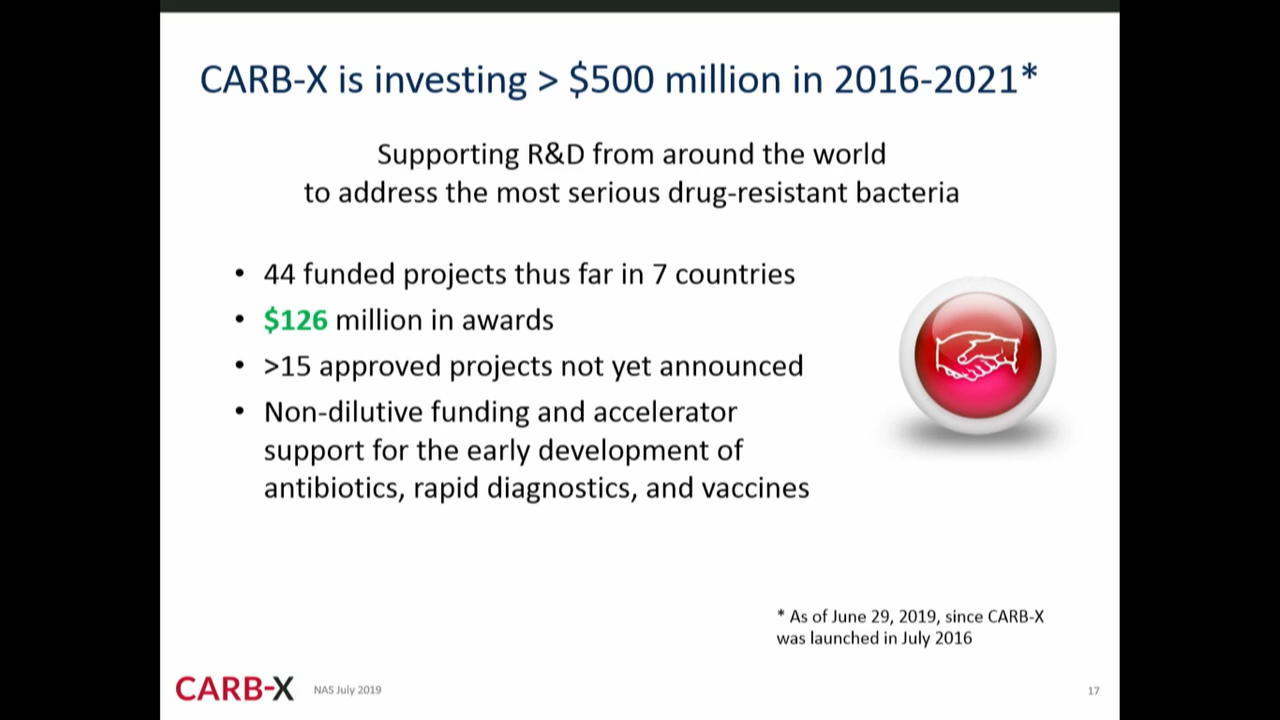 CARB-X is investing > $500 million in 2016-2021*
Supporting R&D from around the world
to address the most serious drug-resistant bacteria
• 44 funded projects thus far in 7 countries
• $126 million in awards
• >15 approved projects not yet announced
• Non-dilutive funding and accelerator
support for the early development of
antibiotics, rapid diagnostics, and vaccines
* As of June 29, 2019, since CARB-X
was launched in July 2016
CARB-X NAS July 2019 17